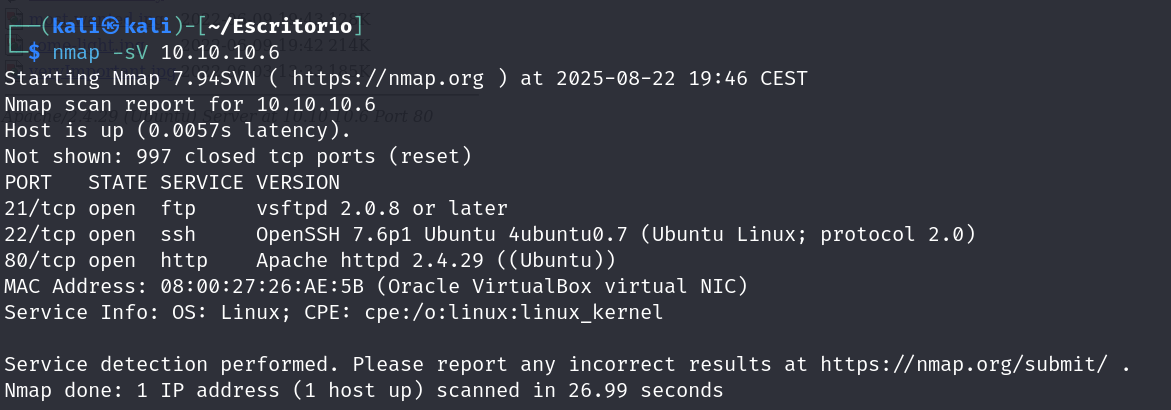 ┌──(kali㉿kali)-[~/Escritorio]
└─$ nmap -sV 10.10.10.6
Starting Nmap 7.94SVN ( https://nmap.org ) at 2025-08-22 19:46 CEST
Nmap scan report for 10.10.10.6
Host is up (0.0057s latency).
Not shown: 997 closed tcp ports (reset)
PORT   STATE SERVICE VERSION
21/tcp open  ftp     vsftpd 2.0.8 or later
22/tcp open  ssh     OpenSSH 7.6p1 Ubuntu 4ubuntu0.7 (Ubuntu Linux; protocol 2.0)
80/tcp open  http    Apache httpd 2.4.29 ((Ubuntu))
MAC Address: 08:00:27:26:AE:5B (Oracle VirtualBox virtual NIC)
Service Info: OS: Linux; CPE: cpe:/o:linux:linux_kernel
Service detection performed. Please report any incorrect results at https://nmap.org/submit/ .
Nmap done: 1 IP address (1 host up) scanned in 26.99 seconds